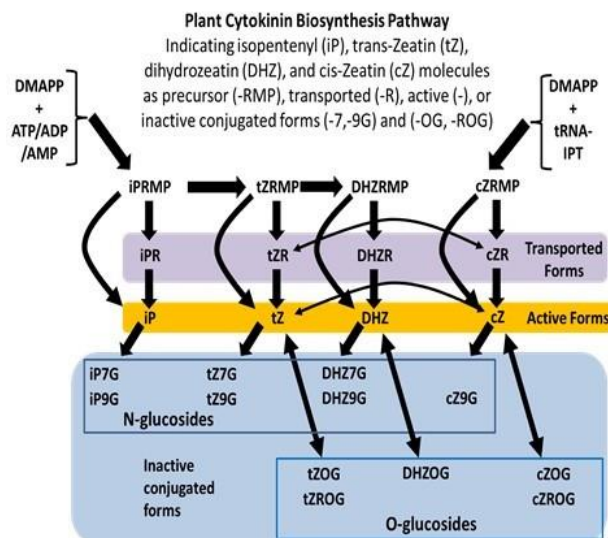 Plant Cytokinin Biosynthesis Pathway
Indicating isopentenyl (iP), trans-Zeatin (tZ),
dihydrozeatin (DHZ), and cis-Zeatin (cZ) molecules
as precursor (-RMP), transported (-R), active (-), or
inactive conjugated forms (-7,-9G) and (-OG, -ROG)
DMAPP
+
ATP/ADP
/AMP
DMAPP
+
tRNA-
IPT
iPRMP tZRMP DHZRMP cZRMP
iPR tZR DHZR cZR
Transported
Forms
iP tZ DHZ cZ Active Forms
iP7G tZ7G DHZ7G
iP9G tZ9G DHZ9G cZ9G
N-glucosides
Inactive
conjugated
forms
tZOG DHZOG cZOG
tZROG cZROG
O-glucosides